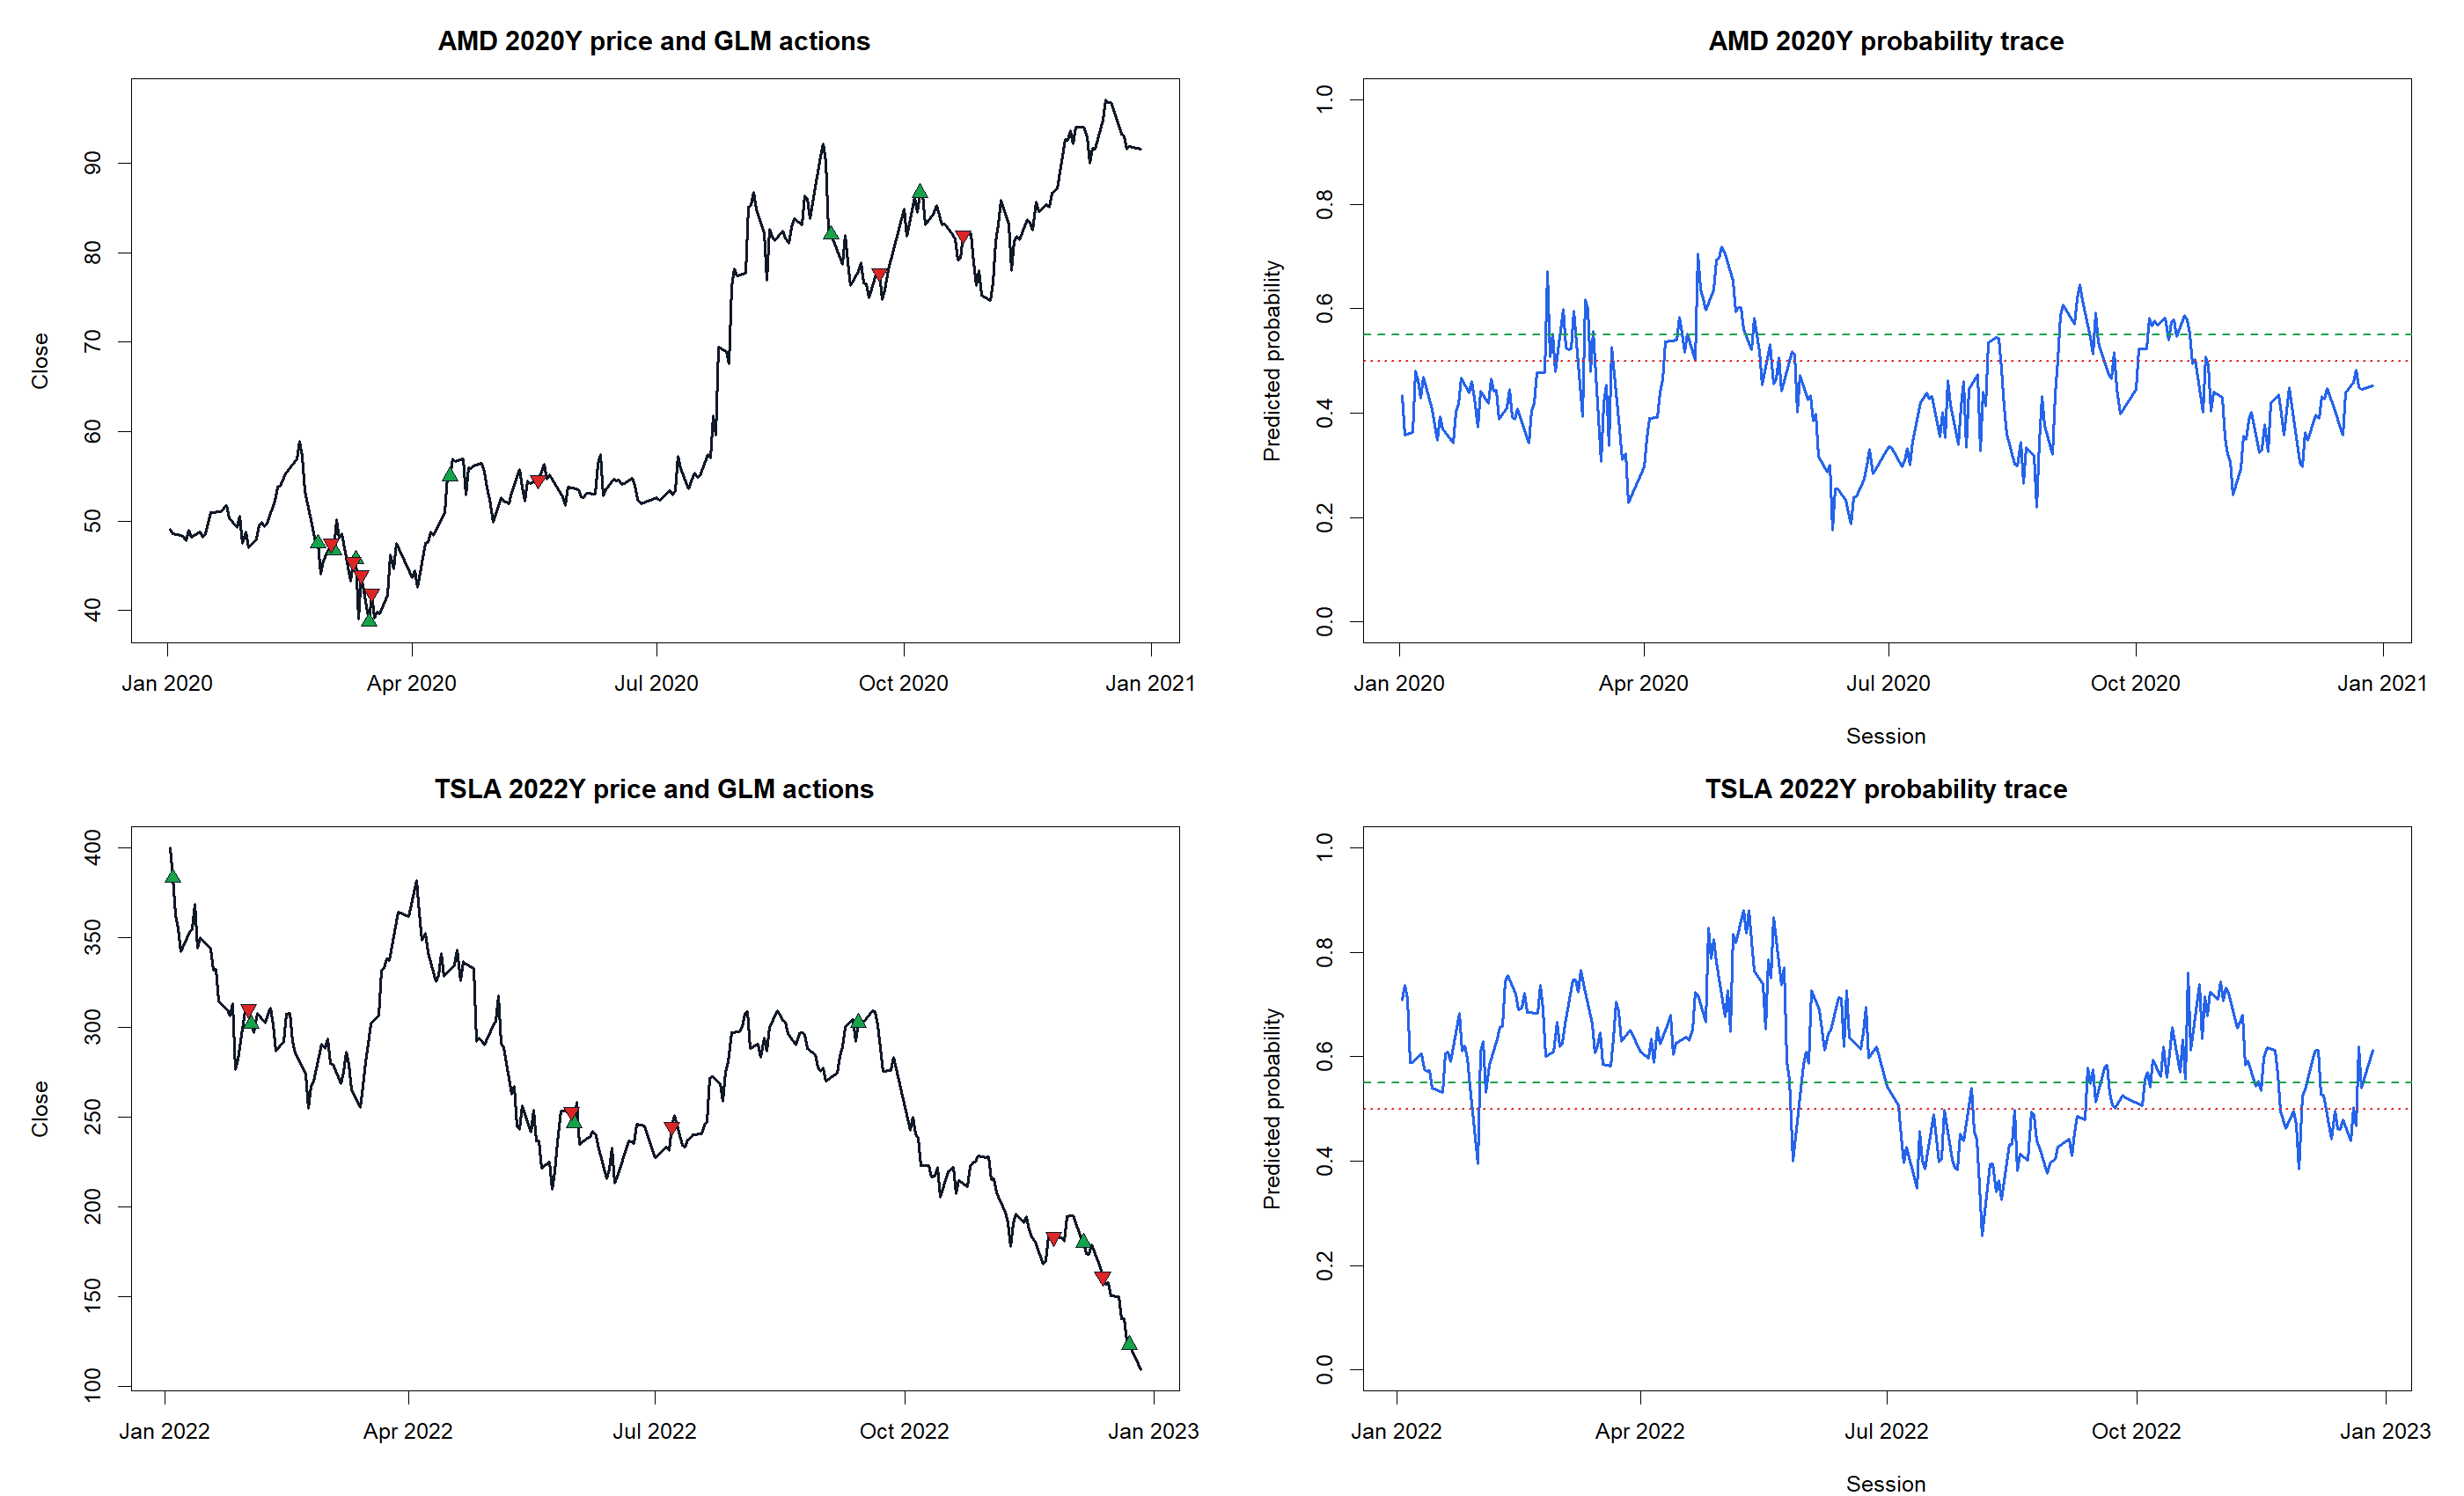 AMD 2020Y price and GLM actions
Close
90
80
70
60
50
40
Jan 2020 Apr 2020 Jul 2020 Oct 2020 Jan 2021
AMD 2020Y probability trace
Predicted probability
1.0
0.8
0.6
0.4
0.2
0.0
Jan 2020 Apr 2020 Jul 2020 Oct 2020 Jan 2021
Session
TSLA 2022Y price and GLM actions
Close
400
350
300
250
200
150
100
Jan 2022 Apr 2022 Jul 2022 Oct 2022 Jan 2023
TSLA 2022Y probability trace
Predicted probability
1.0
0.8
0.6
0.4
0.2
0.0
Jan 2022 Apr 2022 Jul 2022 Oct 2022 Jan 2023
Session